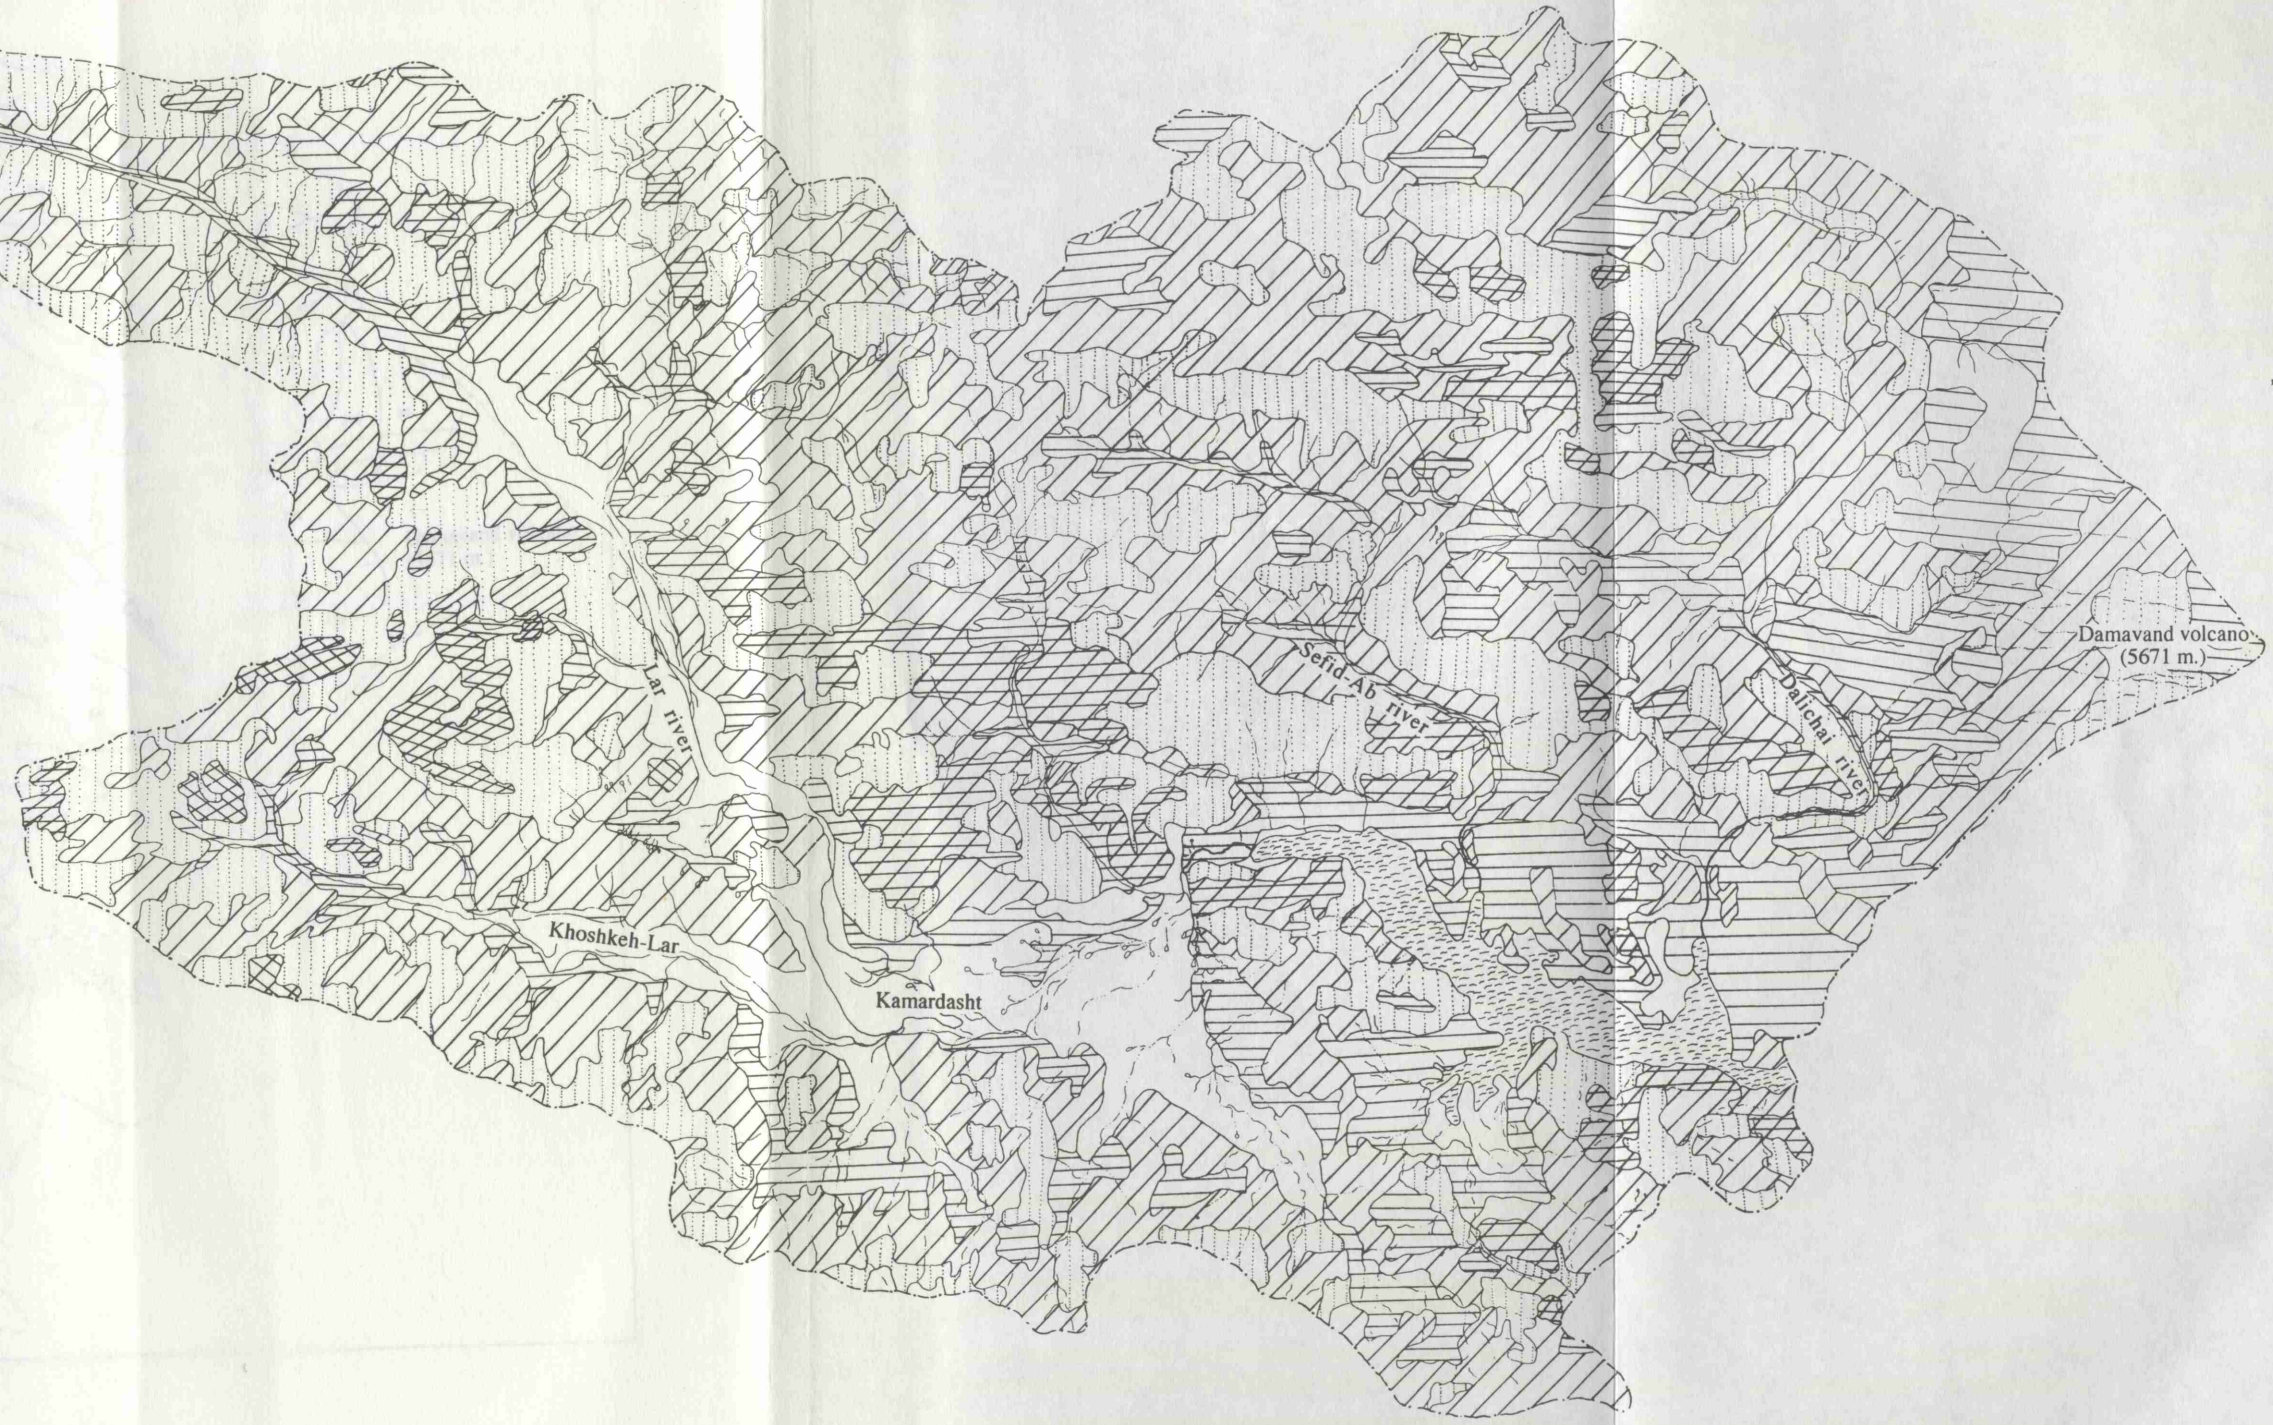 Damavand volcano
(5671 m.)
Sefid-Ab river
Lar river
Dalichai river
Khoshkeh-Lar
Kamardasht